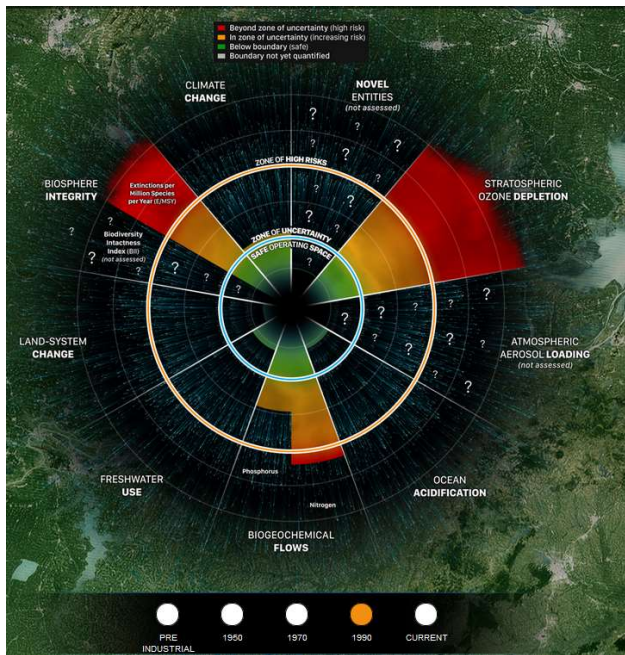 Beyond zone of uncertainty (high risk)
In zone of uncertainty (increasing risk)
Below boundary (safe)
Boundary not yet quantified
CLIMATE
CHANGE
NOVEL
ENTITIES
(not assessed)
? ?
? ? ?
? ?
ZONE OF HIGH RISKS
BIOSPHERE
INTEGRITY
Extinctions per
Million Species
per Year (E/MSY)
STRATOSPHERIC
OZONE DEPLETION
? ?
? ?
Biodiversity
Intactness
Index (BII)
(not assessed)
? ? ?
? ? ?
ZONE OF UNCERTAINTY
SAFE OPERATING SPACE
?
LAND-SYSTEM
CHANGE
? ? ? ? ?
? ? ? ?
? ? ?
ATMOSPHERIC
AEROSOL LOADING
(not assessed)
Phosphorus
Nitrogen
FRESHWATER
USE
OCEAN
ACIDIFICATION
BIOGEOCHEMICAL
FLOWS
PRE
INDUSTRIAL
1950
1970
1990
CURRENT